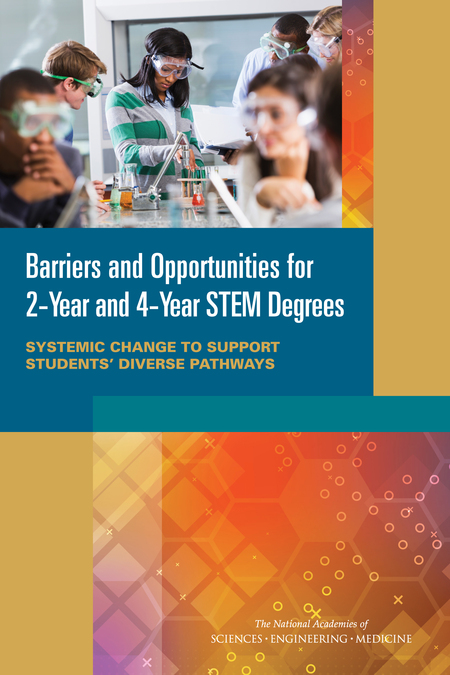 Barriers and Opportunities for
2-Year and 4-Year STEM Degrees
SYSTEMIC CHANGE TO SUPPORT
STUDENTS' DIVERSE PATHWAYS
The National Academies of
SCIENCES • ENGINEERING • MEDICINE